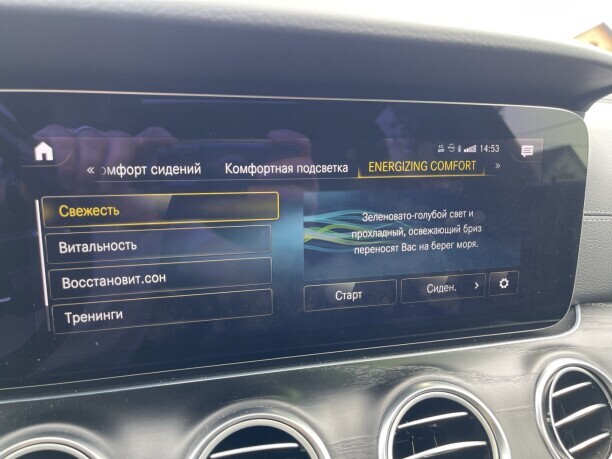 14:53
« омфорт сидений Комфортная подсветка ENERGIZING COMFORT »
Свежесть
Витальность
Восстановит.сон
Тренинги
Зеленовато-голубой свет и
прохладный, освежающий бриз
переносят Вас на берег моря.
Старт
Сиден. >